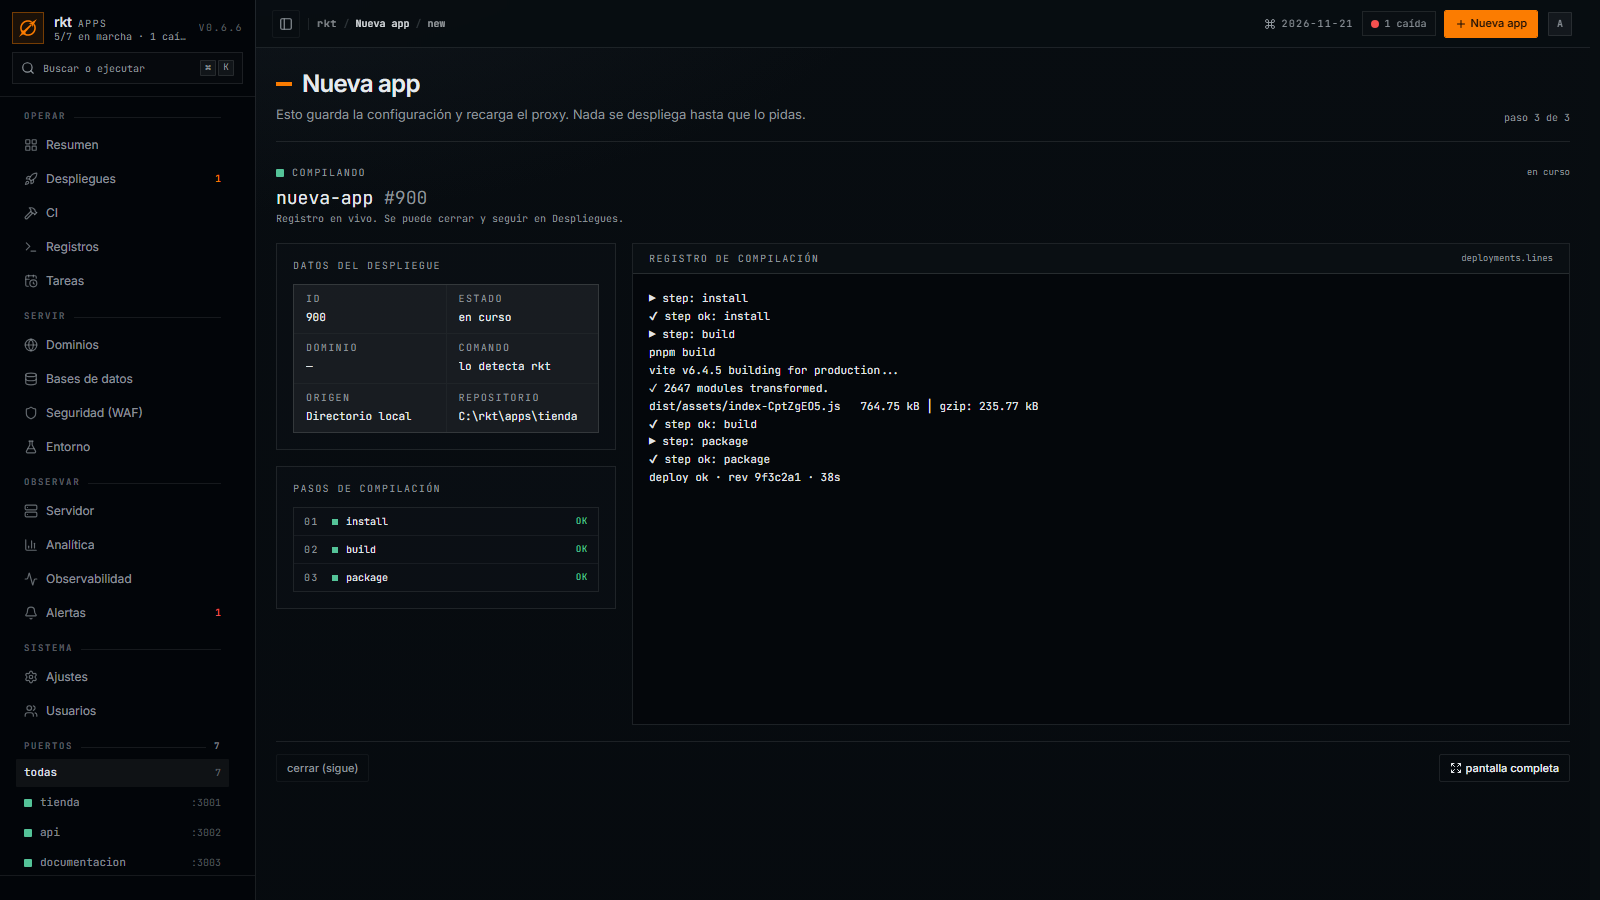 rkt APPS
5/7 en marcha · 1 caí…
V0.6.6
Buscar o ejecutar
⌘ K
OPERAR
Resumen
Despliegues 1
CI
Registros
Tareas
SERVIR
Dominios
Bases de datos
Seguridad (WAF)
Entorno
OBSERVAR
Servidor
Analítica
Observabilidad
Alertas 1
SISTEMA
Ajustes
Usuarios
PUERTOS 7
todas 7
tienda :3001
api :3002
documentacion :3003
rkt / Nueva app / new
⌘ 2026-11-21
1 caída
+ Nueva app
A
Nueva app
Esto guarda la configuración y recarga el proxy. Nada se despliega hasta que lo pidas.
paso 3 de 3
COMPILANDO
en curso
nueva-app #900
Registro en vivo. Se puede cerrar y seguir en Despliegues.
DATOS DEL DESPLIEGUE
ID
900
ESTADO
en curso
DOMINIO
—
COMANDO
lo detecta rkt
ORIGEN
Directorio local
REPOSITORIO
C:\rkt\apps\tienda
PASOS DE COMPILACIÓN
01 install OK
02 build OK
03 package OK
REGISTRO DE COMPILACIÓN
deployments.lines
▶ step: install
✓ step ok: install
▶ step: build
pnpm build
vite v6.4.5 building for production...
✓ 2647 modules transformed.
dist/assets/index-CptZgEO5.js 764.75 kB │ gzip: 235.77 kB
✓ step ok: build
▶ step: package
✓ step ok: package
deploy ok · rev 9f3c2a1 · 38s
cerrar (sigue)
pantalla completa